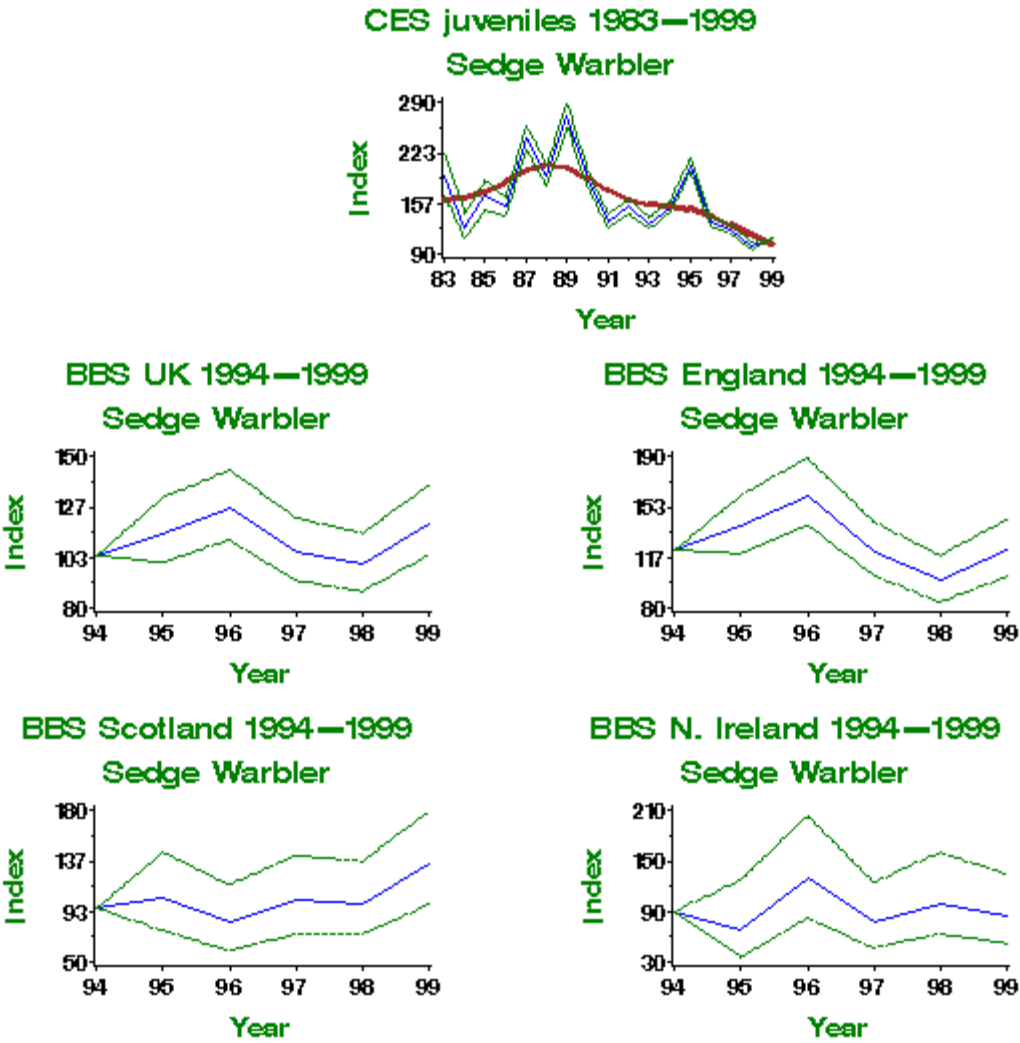 CES juveniles 1983—1999
Sedge Warbler
290
223
157
90
Index
83 85 87 89 91 93 95 97 99
Year
BBS UK 1994—1999
Sedge Warbler
150
127
103
80
Index
94 95 96 97 98 99
Year
BBS England 1994—1999
Sedge Warbler
190
153
117
80
Index
94 95 96 97 98 99
Year
BBS Scotland 1994—1999
Sedge Warbler
180
137
93
50
Index
94 95 96 97 98 99
Year
BBS N. Ireland 1994—1999
Sedge Warbler
210
150
90
30
Index
94 95 96 97 98 99
Year